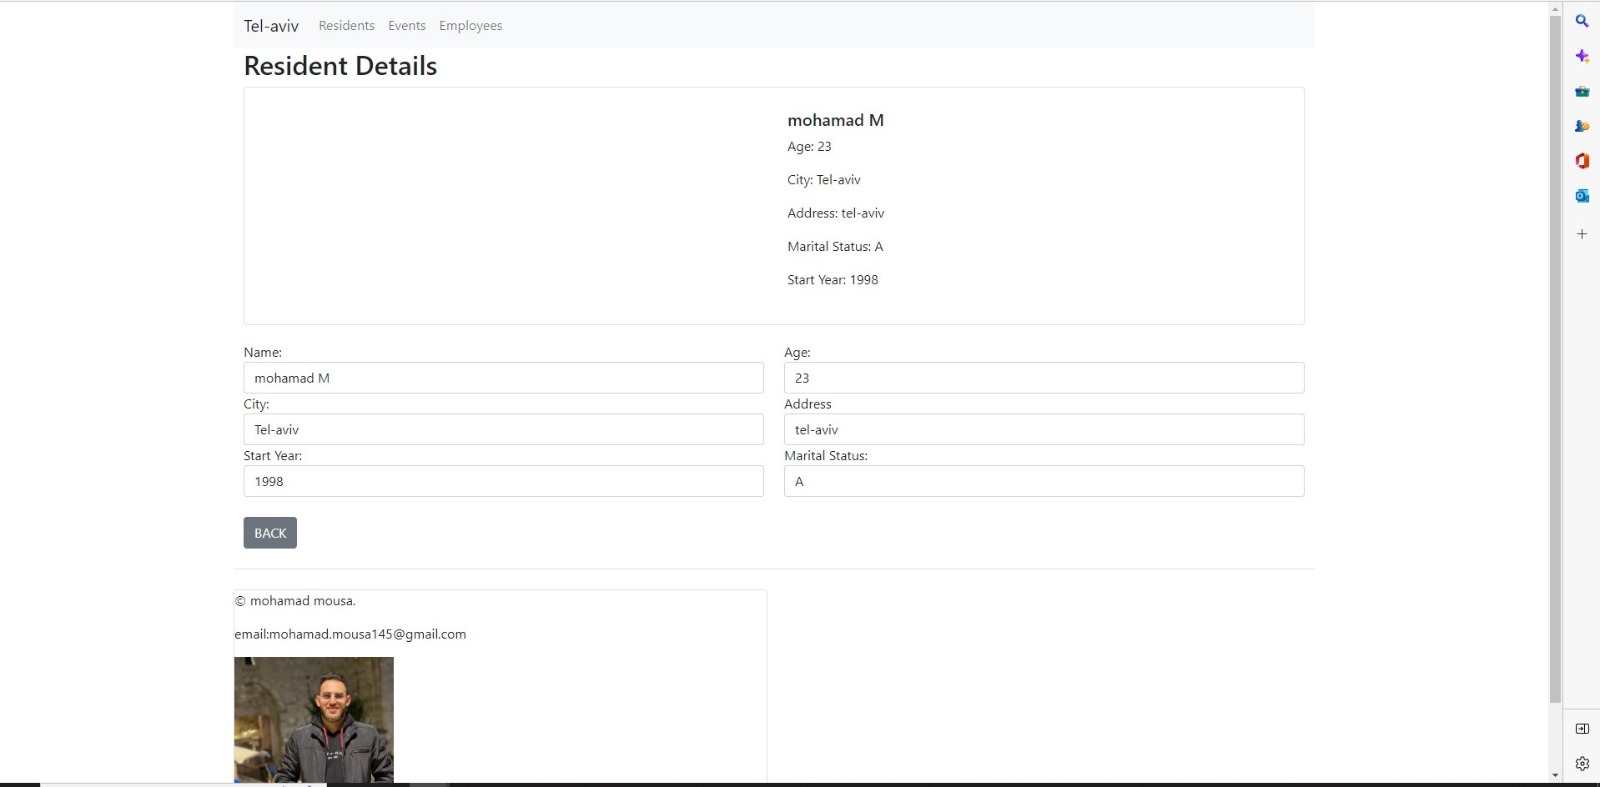 Tel-aviv Residents Events Employees
Resident Details
mohamad M
Age: 23
City: Tel-aviv
Address: tel-aviv
Marital Status: A
Start Year: 1998
Name: Age:
mohamad M 23
City: Address
Tel-aviv tel-aviv
Start Year: Marital Status:
1998 A
BACK
© mohamad mousa.
email:mohamad.mousa145@gmail.com